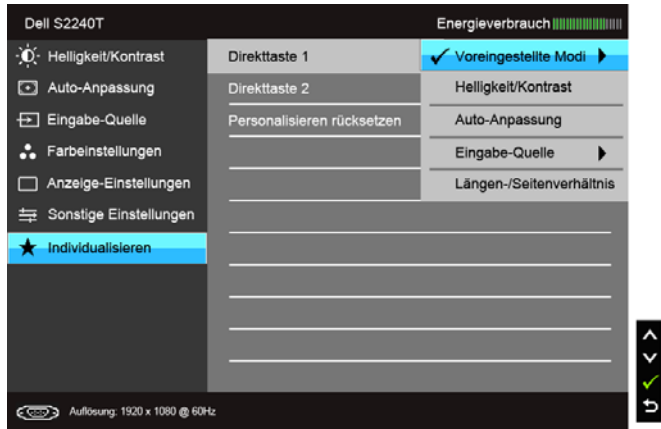 Dell S2240T
Energieverbrauch
Helligkeit/Kontrast
Auto-Anpassung
Eingabe-Quelle
Farbeinstellungen
Anzeige-Einstellungen
Sonstige Einstellungen
Individualisieren
Direkttaste 1
Direkttaste 2
Personalisieren rücksetzen
Voreingestellte Modi
Helligkeit/Kontrast
Auto-Anpassung
Eingabe-Quelle
Längen-/Seitenverhältnis
Auflösung: 1920 x 1080 @ 60Hz